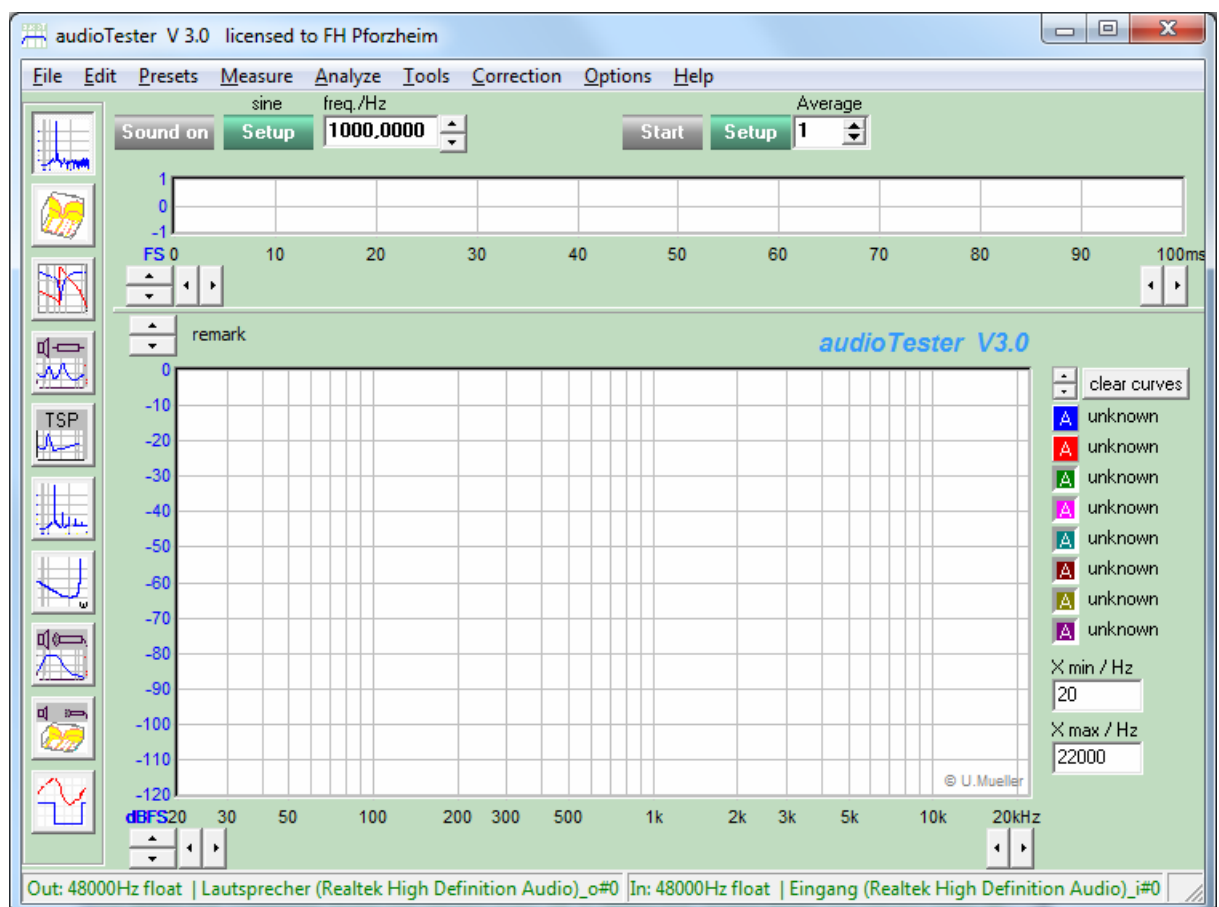 audioTester V 3.0 licensed to FH Pforzheim
File Edit Presets Measure Analyze Tools Correction Options Help
sine freq./Hz Average
Sound on Setup 1000,0000 Start Setup 1
1
0
-1
FS 0 10 20 30 40 50 60 70 80 90 100ms
remark audioTester V3.0
clear curves
0
-10
-20
-30
-40
-50
-60
-70
-80
-90
-100
-110
-120
A unknown
A unknown
A unknown
A unknown
A unknown
A unknown
A unknown
A unknown
X min / Hz
20
X max / Hz
22000
TSP
ω
© U.Mueller
dBFS20 30 50 100 200 300 500 1k 2k 3k 5k 10k 20kHz
Out: 48000Hz float | Lautsprecher (Realtek High Definition Audio)_o#0 In: 48000Hz float | Eingang (Realtek High Definition Audio)_i#0